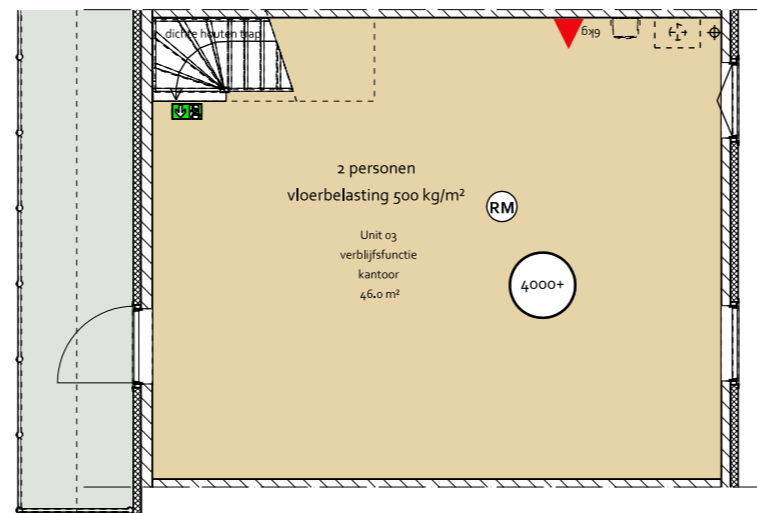 dichte houten trap
6kg
2 personen
vloerbelasting 500 kg/m²
RM
Unit 03
verblijfsfunctie
kantoor
46.0 m²
4000+